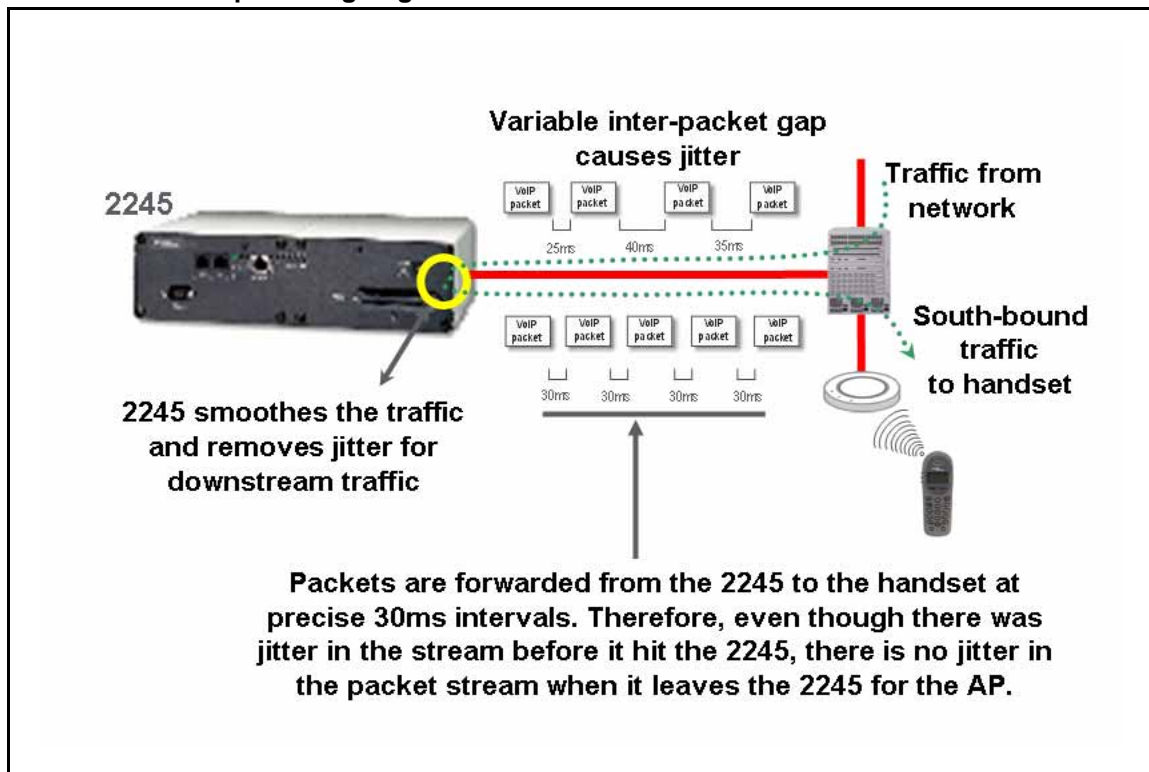 Variable inter-packet gap
causes jitter
2245
VoIP
packet
VoIP
packet
VoIP
packet
VoIP
packet
25ms
40ms
35ms
Traffic from
network
VoIP
packet
VoIP
packet
VoIP
packet
VoIP
packet
VoIP
packet
30ms
30ms
30ms
30ms
South-bound
traffic
to handset
2245 smoothes the traffic
and removes jitter for
downstream traffic
Packets are forwarded from the 2245 to the handset at
precise 30ms intervals. Therefore, even though there was
jitter in the stream before it hit the 2245, there is no jitter in
the packet stream when it leaves the 2245 for the AP.